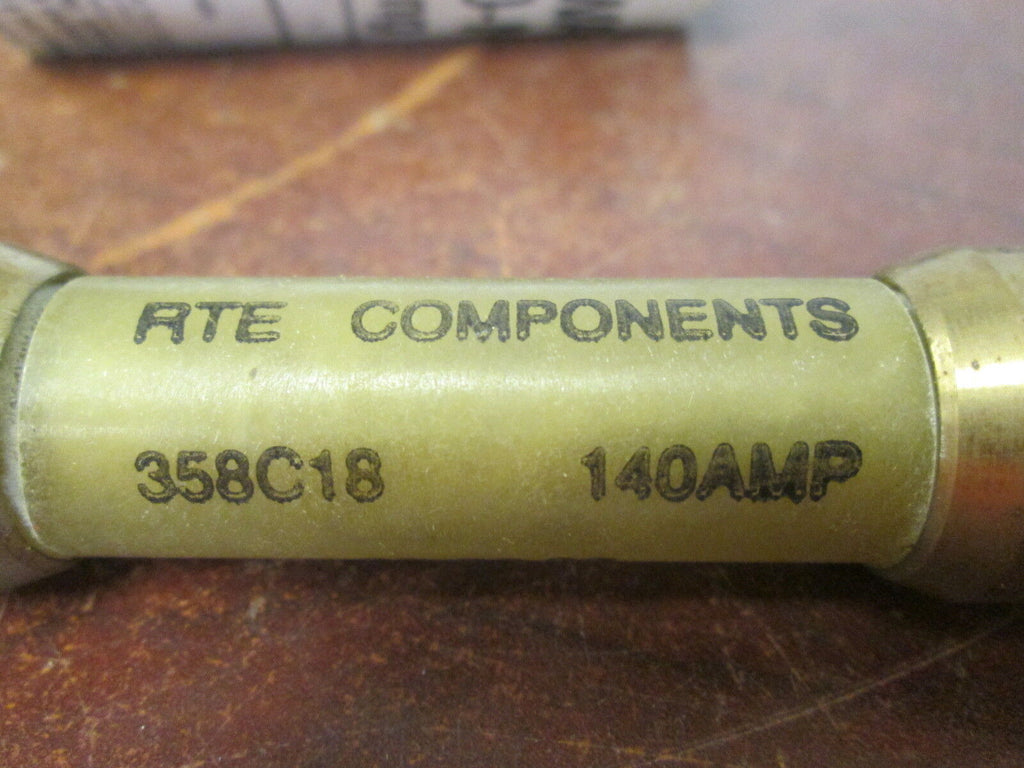 RTE COMPONENTS
358C18 140AMP